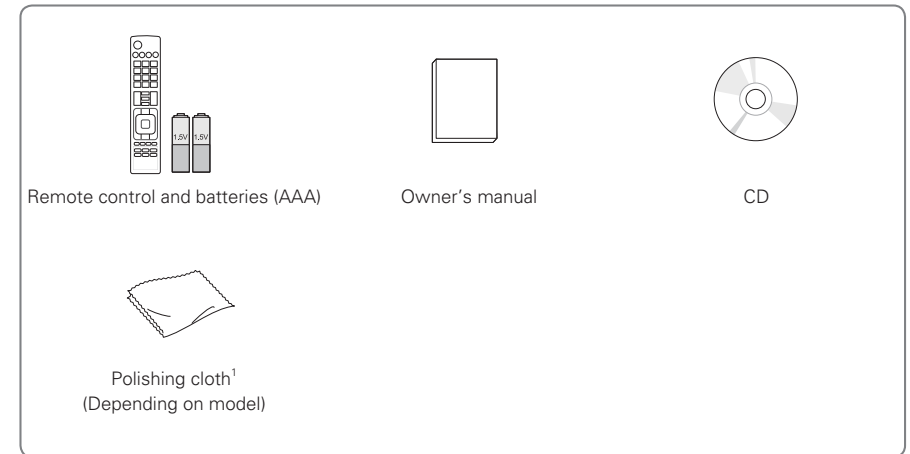 1.5V 1.5V
Remote control and batteries (AAA)
Owner's manual
CD
Polishing cloth1
(Depending on model)